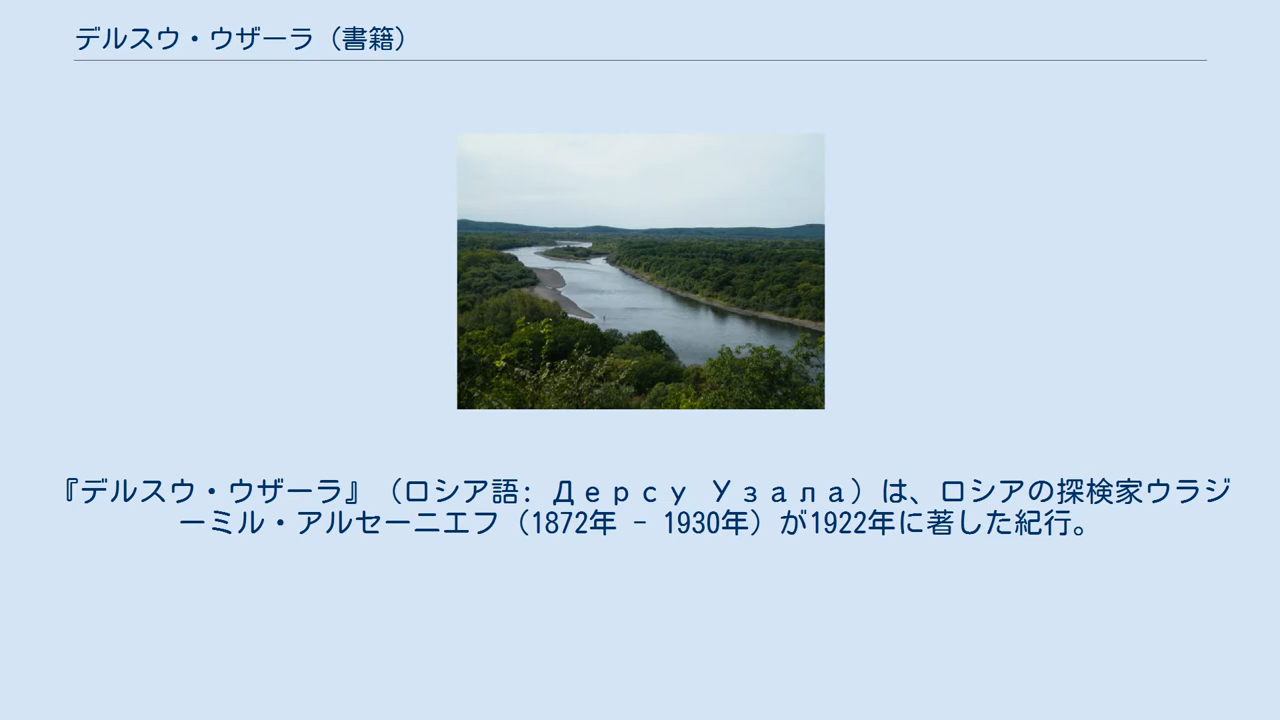 デルスウ・ウザーラ（書籍）
『デルスウ・ウザーラ』（ロシア語: Дерсу Узала）は、ロシアの探検家ウラジ
ーミル・アルセーニエフ（1872年 - 1930年）が1922年に著した紀行。